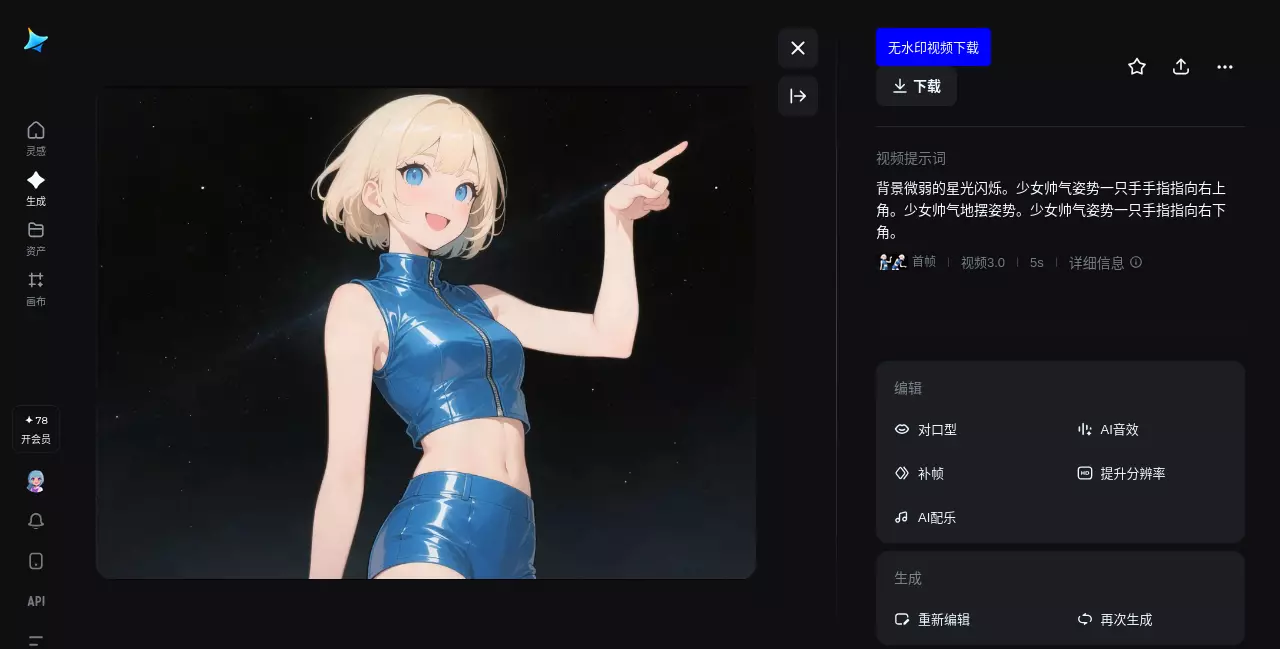 灵感
生成
资产
画布
78
开会员
API
无水印视频下载
下载
视频提示词
背景微弱的星光闪烁。少女帅气姿势一只手手指指向右上
角。少女帅气地摆姿势。少女帅气姿势一只手指指向右下
角。
首帧
视频3.0
5s
详细信息
编辑
对口型
AI音效
补帧
HD
提升分辨率
AI配乐
生成
重新编辑
再次生成